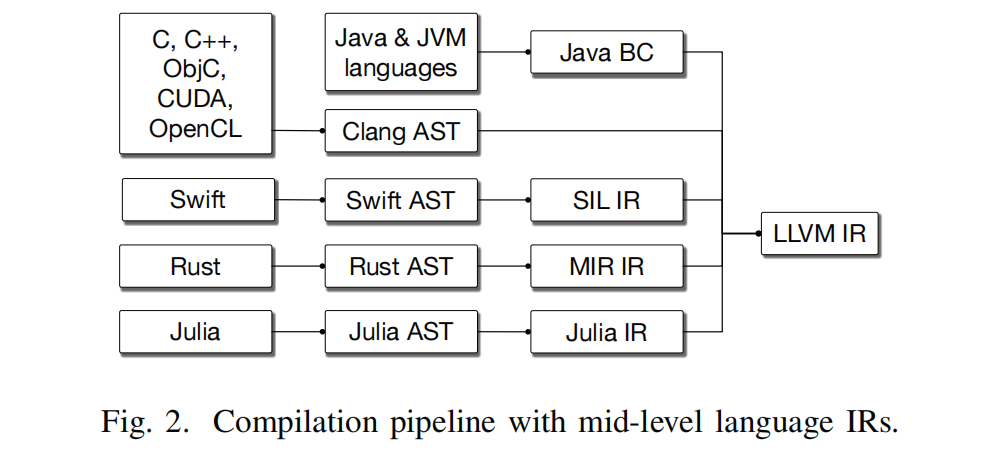 C, C++,
ObjC,
CUDA,
OpenCL
Java & JVM
languages
Java BC
Clang AST
Swift
Swift AST
SIL IR
LLVM IR
Rust
Rust AST
MIR IR
Julia
Julia AST
Julia IR
Fig. 2. Compilation pipeline with mid-level language IRs.